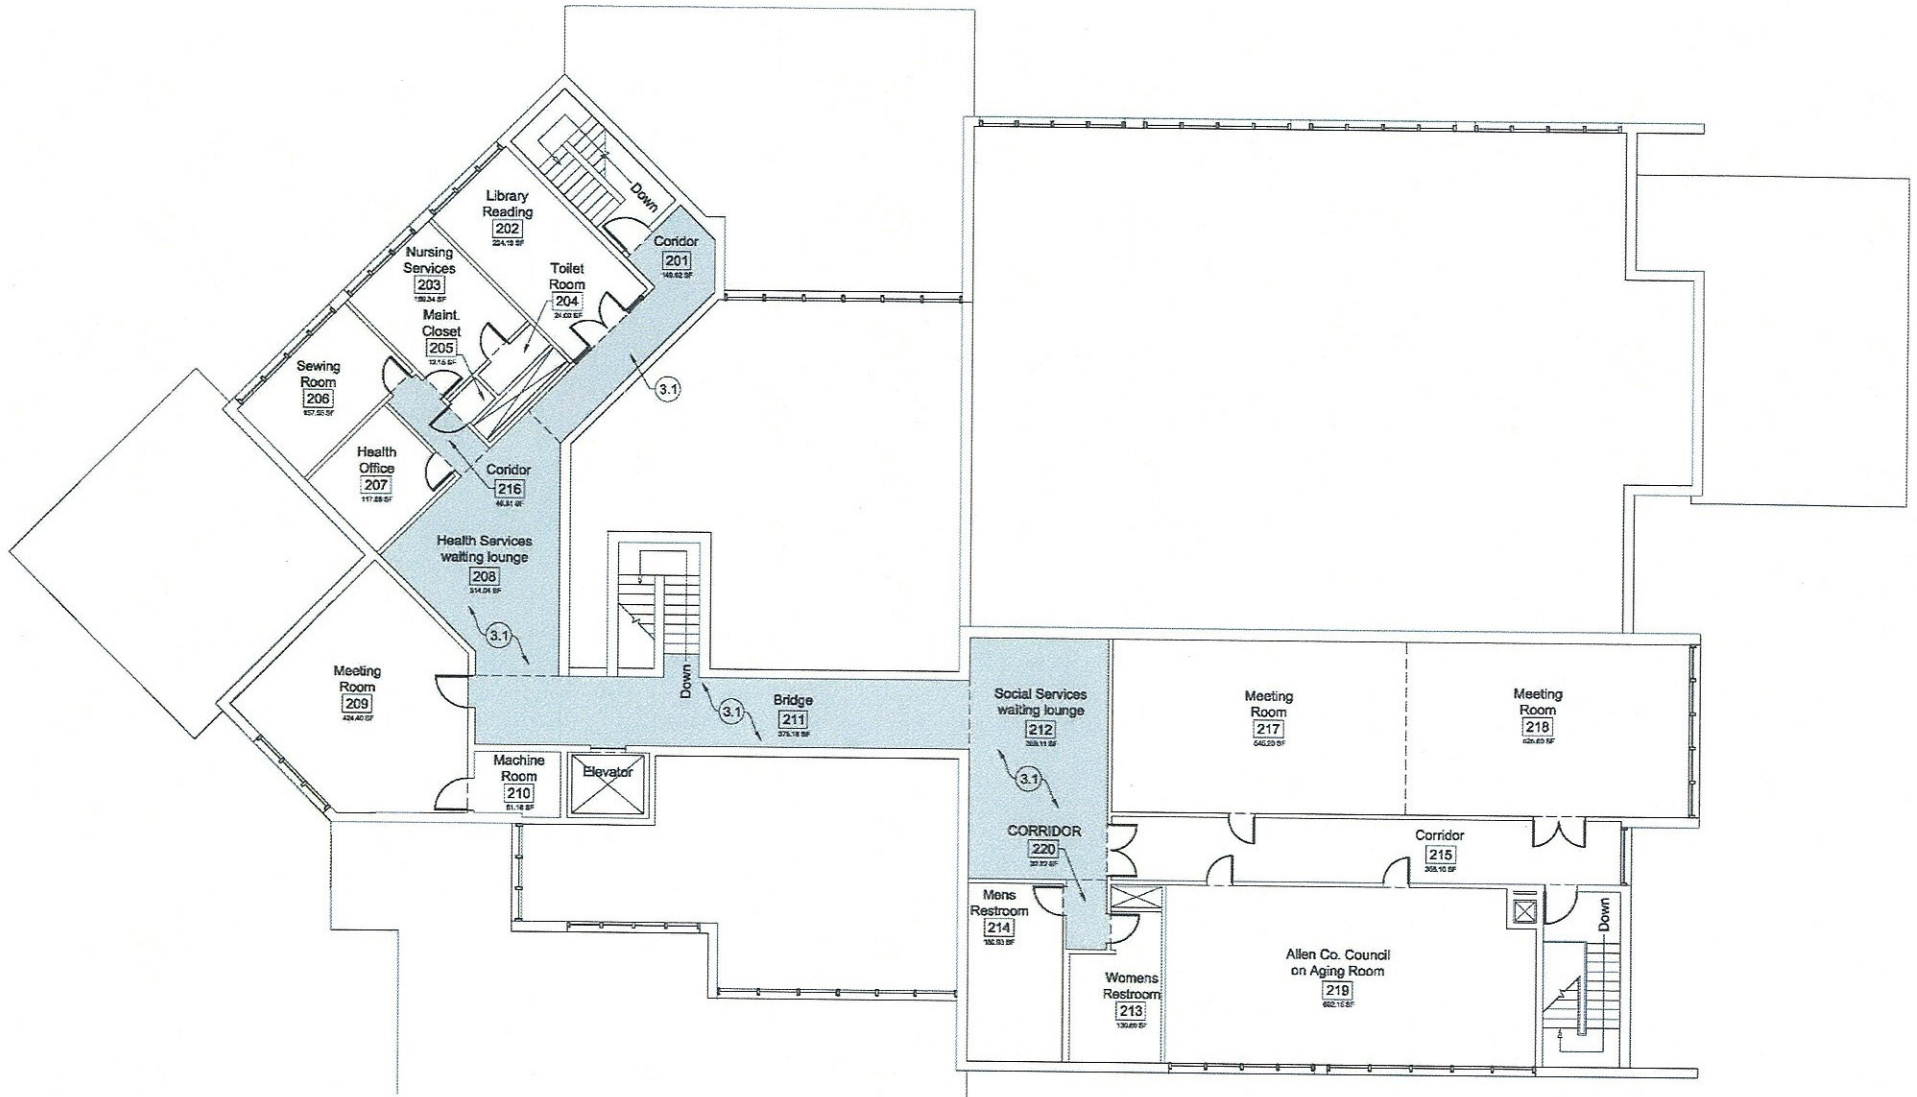 Down
Library
Reading
202
Corridor
201
Nursing
Services
203
Toilet
Room
204
Maint.
Closet
205
Sewing
Room
206
3.1
Health
Office
207
Corridor
216
Health Services
waiting lounge
208
3.1
Meeting
Room
209
Down
3.1
Bridge
211
Machine
Room
210
Elevator
Social Services
waiting lounge
212
3.1
Meeting
Room
217
Meeting
Room
218
CORRIDOR
220
Corridor
215
Mens
Restroom
214
Womens
Restroom
213
Allen Co. Council
on Aging Room
219
Down